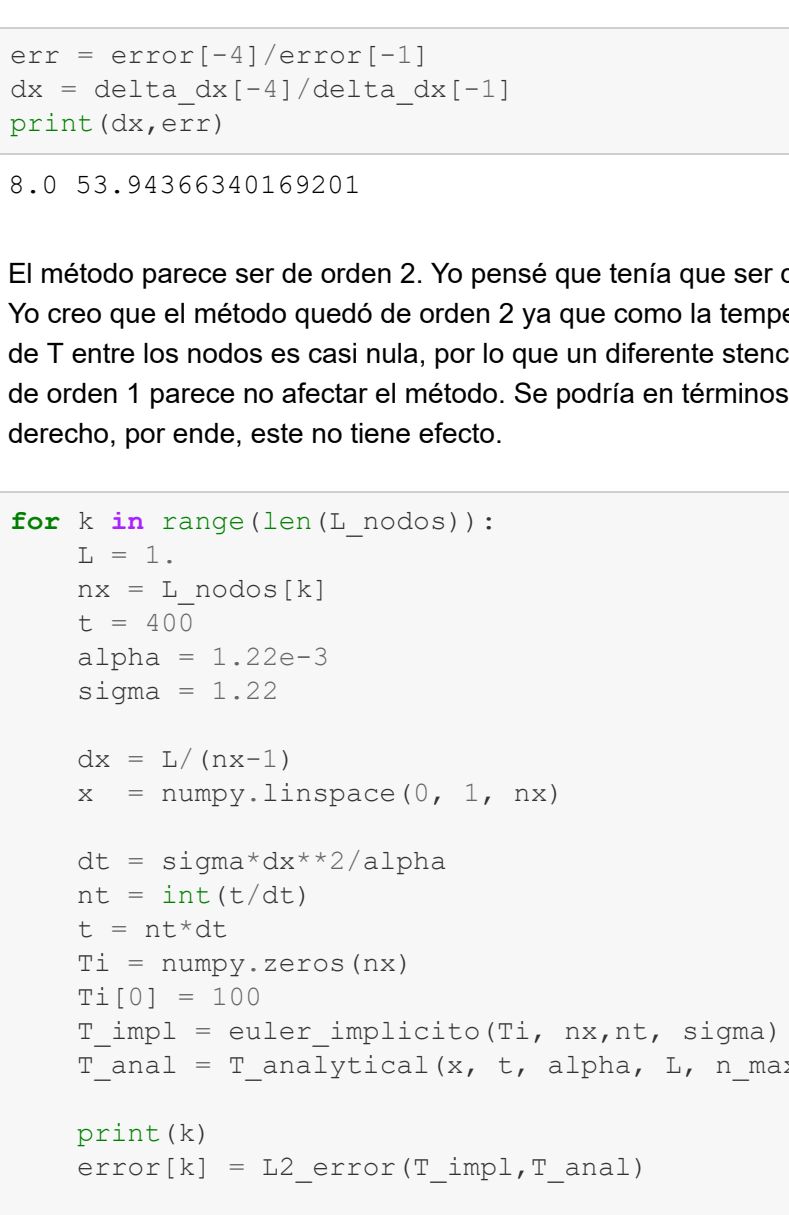 err = error[-4]/error[-1]
dx = delta_dx[-4]/delta_dx[-1]
print(dx,err)
8.0 53.94366340169201
El método parece ser de orden 2. Yo pensé que tenía que ser
Yo creo que el método quedó de orden 2 ya que como la
de T entre los nodos es casi nula, por lo que un diferente
de orden 1 parece no afectar el método. Se podría en términos
derecho, por ende, este no tiene efecto.
for k in range(len(L_nodos)):
    L = 1.
    nx = L_nodos[k]
    t = 400
    alpha = 1.22e-3
    sigma = 1.22
    dx = L/(nx-1)
    x  = numpy.linspace(0, 1, nx)
    dt = sigma*dx**2/alpha
    nt = int(t/dt)
    t = nt*dt
    Ti = numpy.zeros(nx)
    Ti[0] = 100
    T_impl = euler_implicito(Ti, nx,nt, sigma)
    T_anal = T_analytical(x, t, alpha, L, n_max
    print(k)
    error[k] = L2_error(T_impl,T_anal)